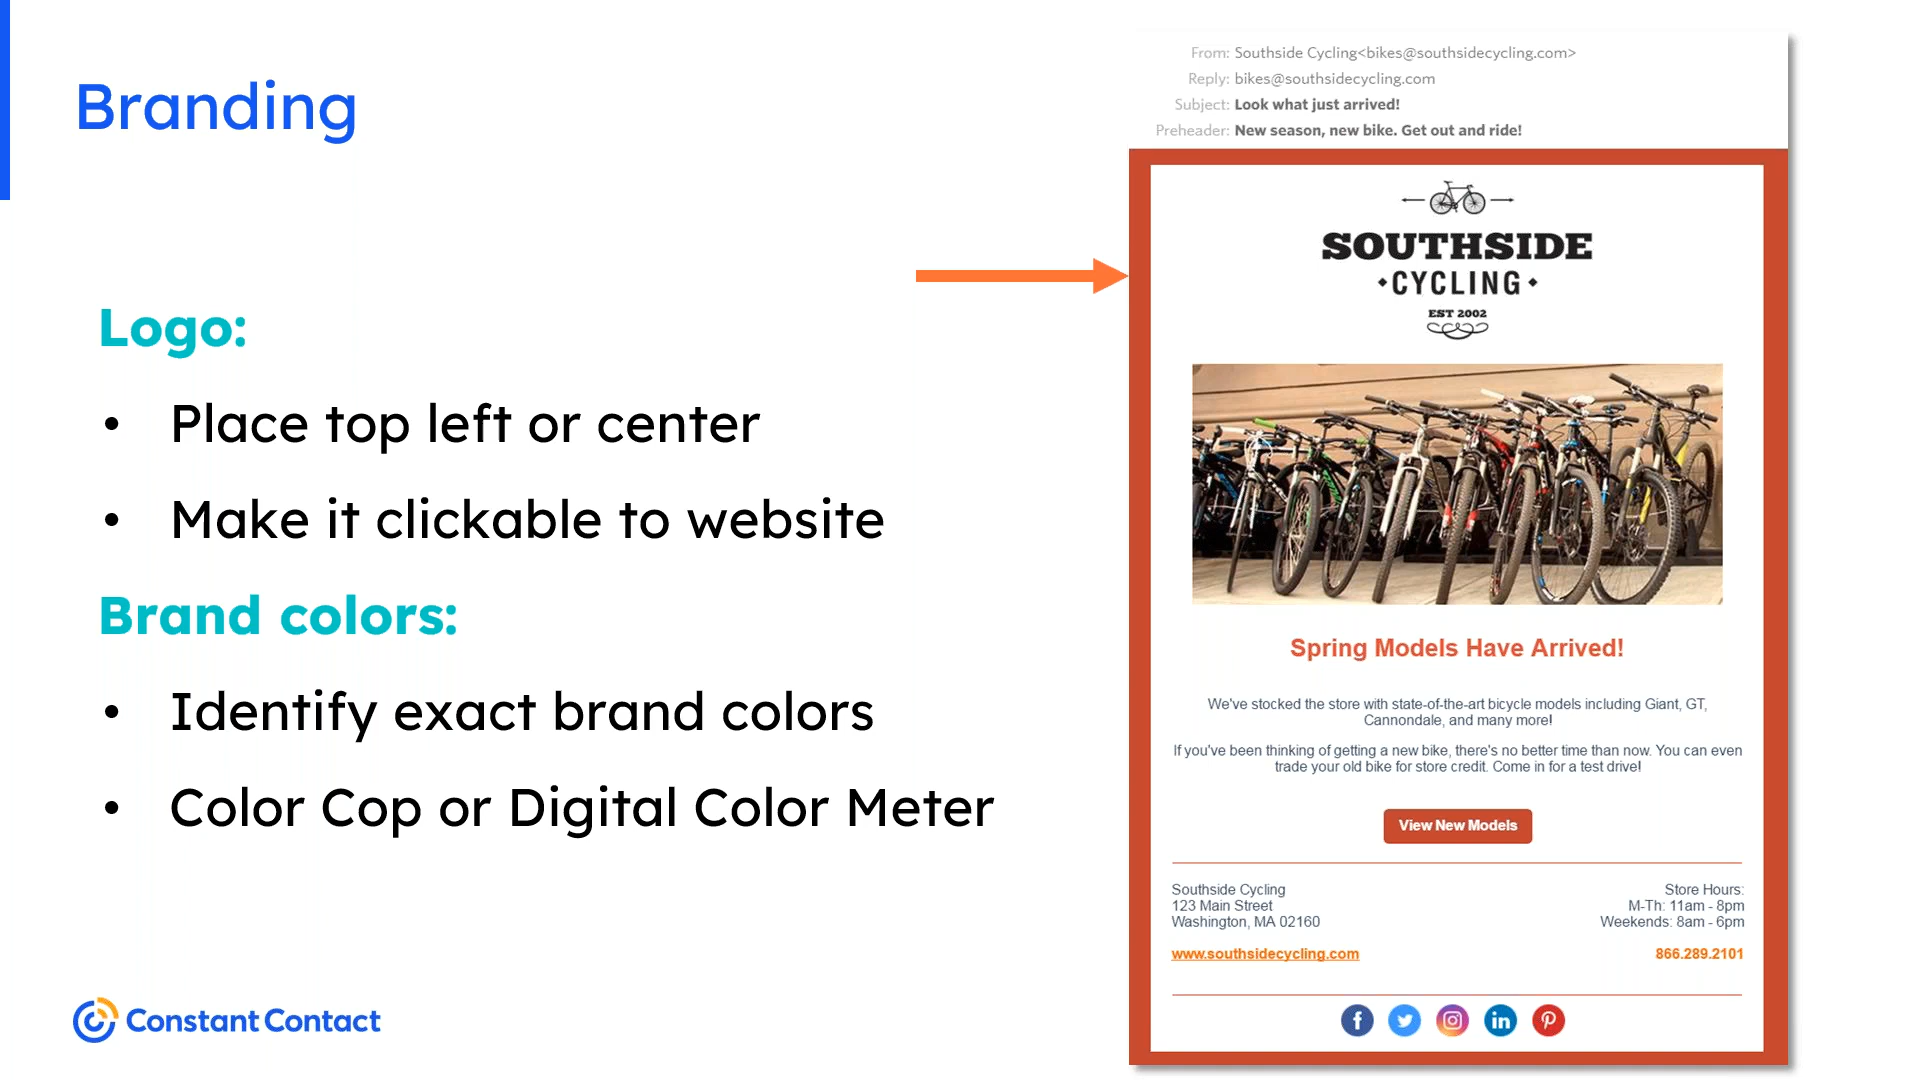 Branding
Logo:
• Place top left or center
• Make it clickable to website
Brand colors:
• Identify exact brand colors
• Color Cop or Digital Color Meter
Constant Contact
From: Southside Cycling<bikes@southsidecycling.com>
Reply: bikes@southsidecycling.com
Subject: Look what just arrived!
Preheader: New season, new bike. Get out and ride!
SOUTHSIDE
CYCLING
EST 2002
Spring Models Have Arrived!
We've stocked the store with state-of-the-art bicycle models including Giant, GT,
Cannondale, and many more!
If you've been thinking of getting a new bike, there's no better time than now. You can even
trade your old bike for store credit. Come in for a test drive!
View New Models
Southside Cycling
123 Main Street
Washington, MA 02160
www.southsidecycling.com
Store Hours:
M-Th: 11am - 8pm
Weekends: 8am - 6pm
866.289.2101